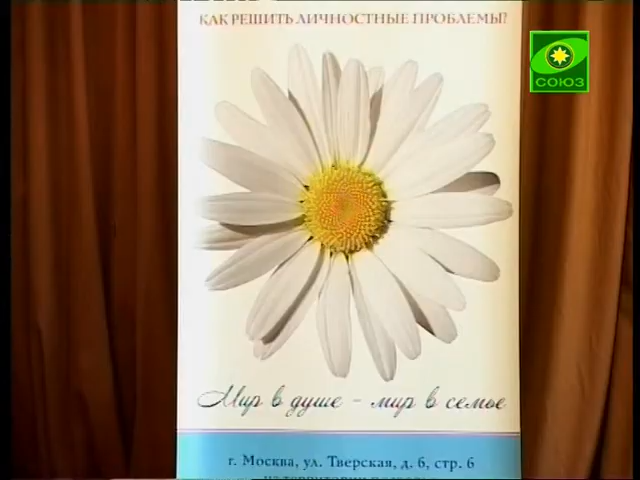 КАК РЕШИТЬ ЛИЧНОСТНЫЕ ПРОБЛЕМЫ?
СОЮЗ
Мир в душе - мир в семье
г. Москва, ул. Тверская, д. 6, стр. 6